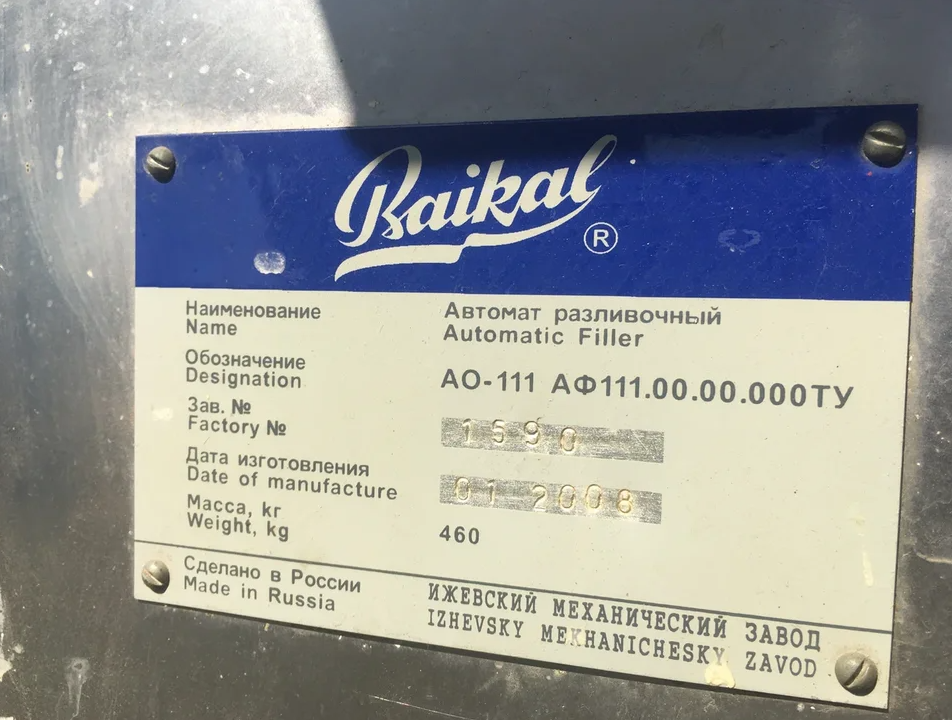 Baikal ®
Наименование Автомат разливочный
Name Automatic Filler
Обозначение
Designation АО-111 АФ111.00.00.000ТУ
Зав. №
Factory № 1590
Дата изготовления
Date of manufacture 01 2008
Масса, кг
Weight, kg 460
Сделано в России ИЖЕВСКИЙ МЕХАНИЧЕСКИЙ ЗАВОД
Made in Russia IZHEVSKY MEKHANICHESKY ZAVOD